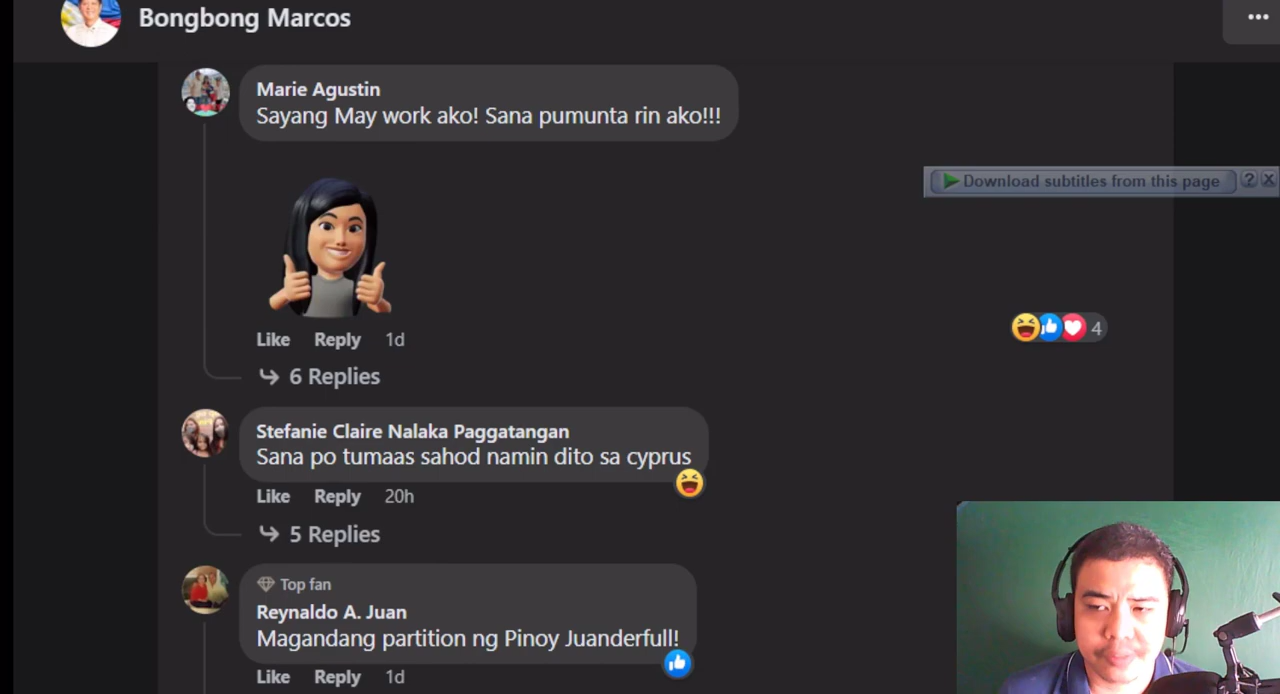 Bongbong Marcos
Marie Agustin
Sayang May work ako! Sana pumunta rin ako!!!
Download subtitles from this page ? X
Like Reply 1d
4
6 Replies
Stefanie Claire Nalaka Paggatangan
Sana po tumaas sahod namin dito sa cyprus
Like Reply 20h
5 Replies
Top fan
Reynaldo A. Juan
Magandang partition ng Pinoy Juanderfull!
Like Reply 1d